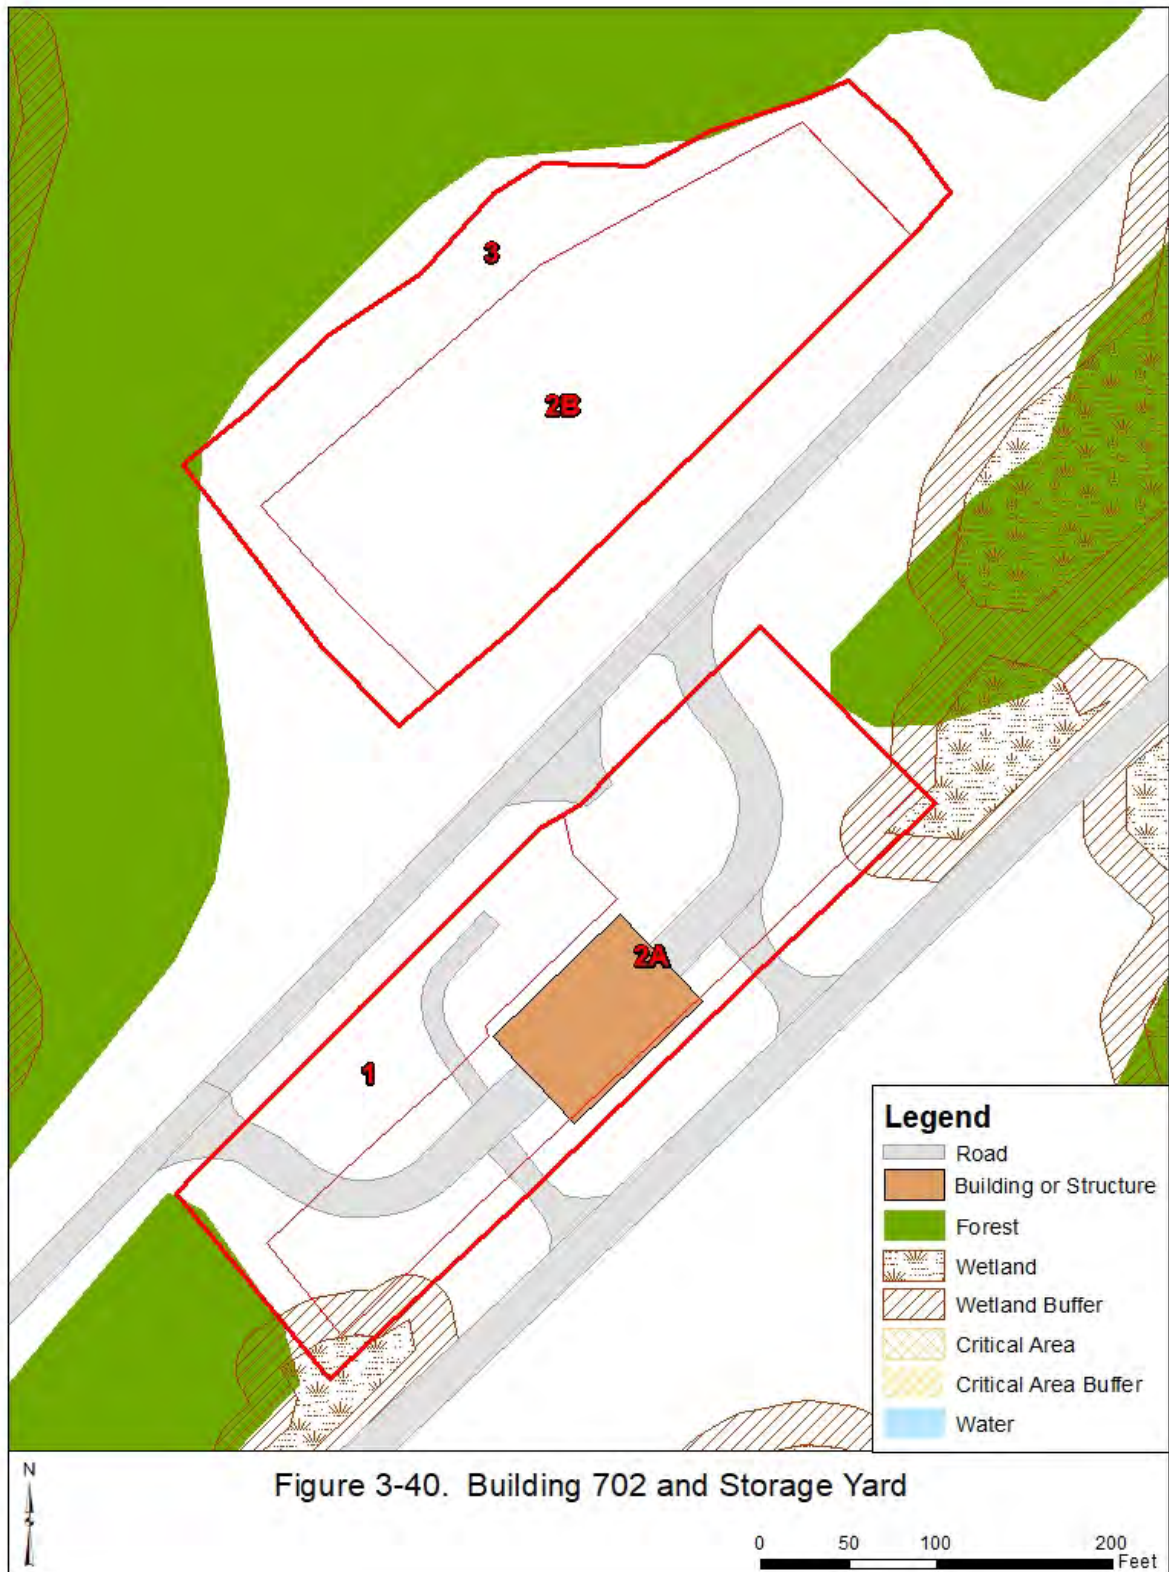 3
2B
2A
1
Legend
Road
Building or Structure
Forest
Wetland
Wetland Buffer
Critical Area
Critical Area Buffer
Water
N
Figure 3-40. Building 702 and Storage Yard
0 50 100 200
Feet